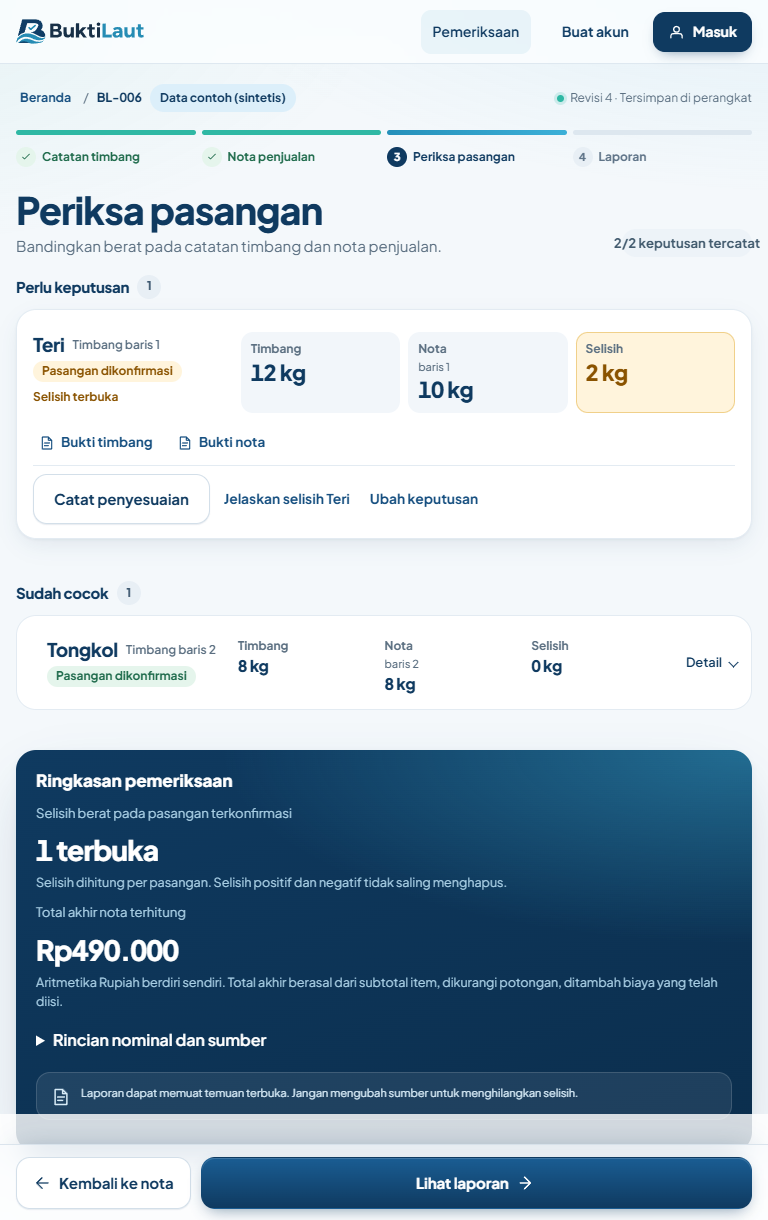 BuktiLaut
Pemeriksaan
Buat akun
Masuk
Beranda / BL-006 Data contoh (sintetis)
Revisi 4 · Tersimpan di perangkat
Catatan timbang
Nota penjualan
3 Periksa pasangan
4 Laporan
Periksa pasangan
Bandingkan berat pada catatan timbang dan nota penjualan.
2/2 keputusan tercatat
Perlu keputusan 1
Teri Timbang baris 1
Pasangan dikonfirmasi
Selisih terbuka
Timbang
12 kg
Nota
baris 1
10 kg
Selisih
2 kg
Bukti timbang
Bukti nota
Catat penyesuaian
Jelaskan selisih Teri
Ubah keputusan
Sudah cocok 1
Tongkol Timbang baris 2
Pasangan dikonfirmasi
Timbang
8 kg
Nota
baris 2
8 kg
Selisih
0 kg
Detail
Ringkasan pemeriksaan
Selisih berat pada pasangan terkonfirmasi
1 terbuka
Selisih dihitung per pasangan. Selisih positif dan negatif tidak saling menghapus.
Total akhir nota terhitung
Rp490.000
Aritmetika Rupiah berdiri sendiri. Total akhir berasal dari subtotal item, dikurangi potongan, ditambah biaya yang telah
diisi.
Rincian nominal dan sumber
Laporan dapat memuat temuan terbuka. Jangan mengubah sumber untuk menghilangkan selisih.
Kembali ke nota
Lihat laporan